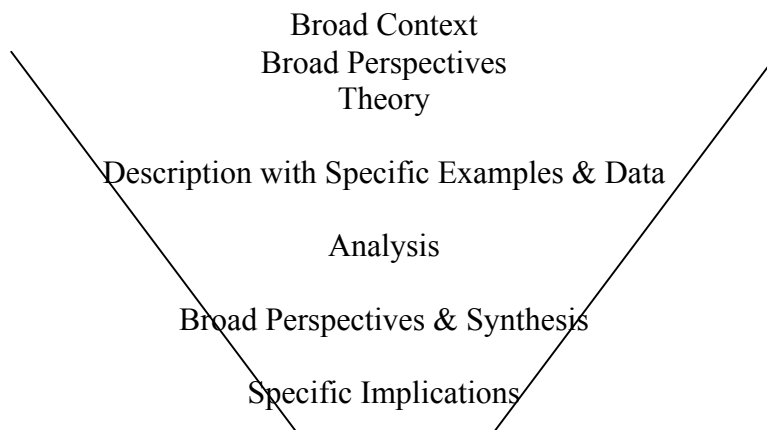 Broad Context
Broad Perspectives
Theory
Description with Specific Examples & Data
Analysis
Broad Perspectives & Synthesis
Specific Implications